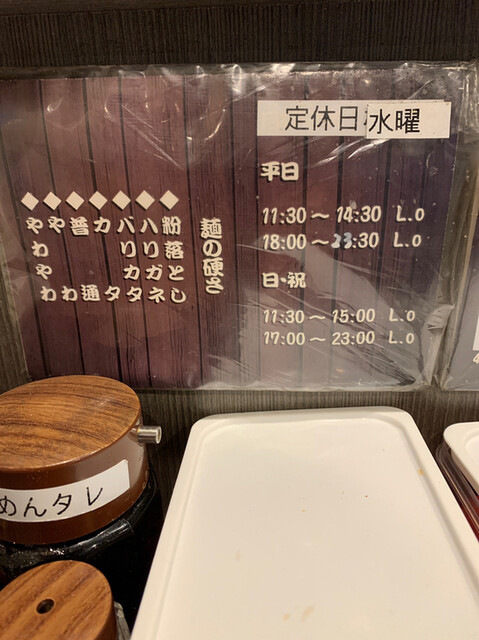 定休日 水曜
平日
11:30～14:30 L.o
18:00～23:30 L.o
日・祝
11:30～15:00 L.o
17:00～23:00 L.o
麺の硬さ
◆粉落とし
◆ハリガネ
◆バリカタ
◆カタ
◆普通
◆やわ
◆やわやわ
めんタレ